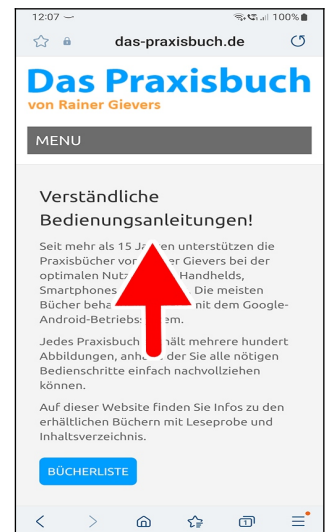 12:07
100%
das-praxisbuch.de
Das Praxisbuch
von Rainer Gievers
MENU
Verständliche
Bedienungsanleitungen!
Seit mehr als 15 Ja en unterstützen die
Praxisbücher vo er Gievers bei der
optimalen Nut Handhelds,
Smartphones . Die meisten
Bücher beha nit dem Google-
Android-Betriebs em.
Jedes Praxisbuch ält mehrere hundert
Abbildungen, anha der Sie alle nötigen
Bedienschritte einfach nachvollziehen
können.
Auf dieser Website finden Sie Infos zu den
erhältlichen Büchern mit Leseprobe und
Inhaltsverzeichnis.
BÜCHERLISTE
1